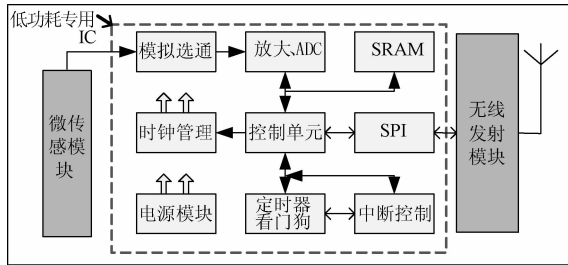 低功耗专用
IC
模拟选通
放大、ADC
SRAM
微传
感模
块
时钟管理
控制单元
SPI
无线
发射
模块
电源模块
定时器
看门狗
中断控制